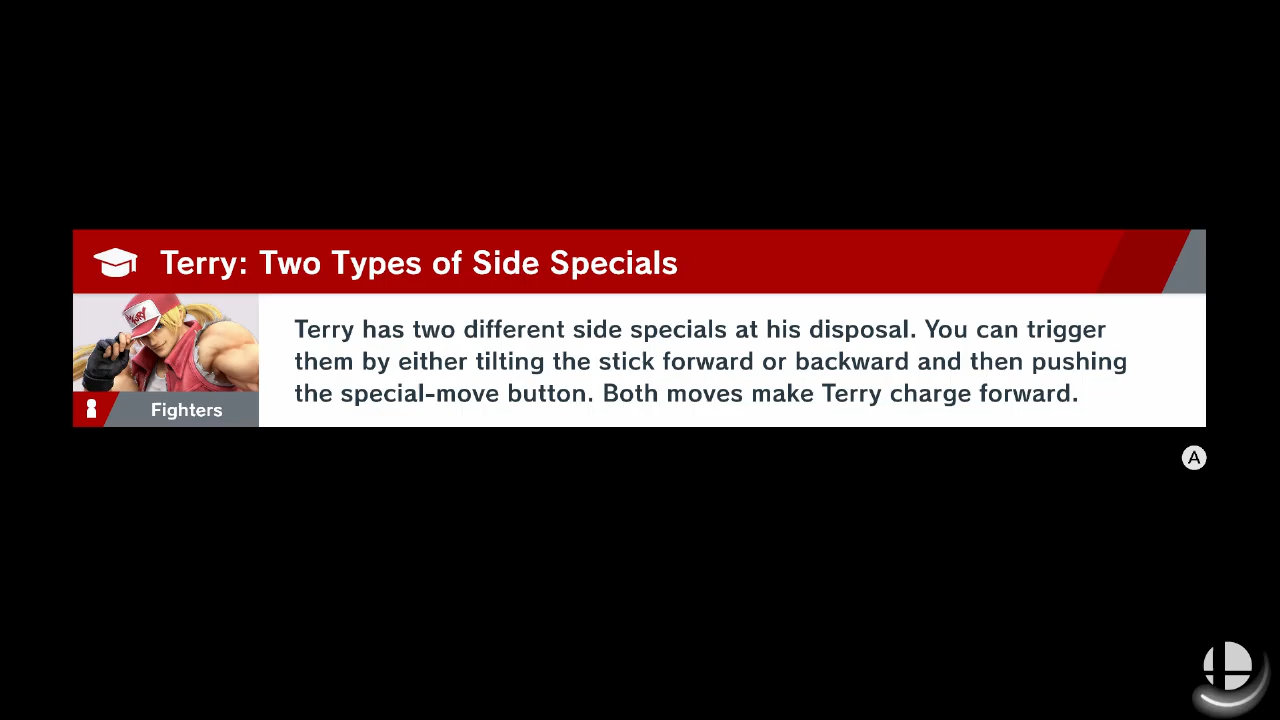 Terry: Two Types of Side Specials
Terry has two different side specials at his disposal. You can trigger
them by either tilting the stick forward or backward and then pushing
the special-move button. Both moves make Terry charge forward.
Fighters
A